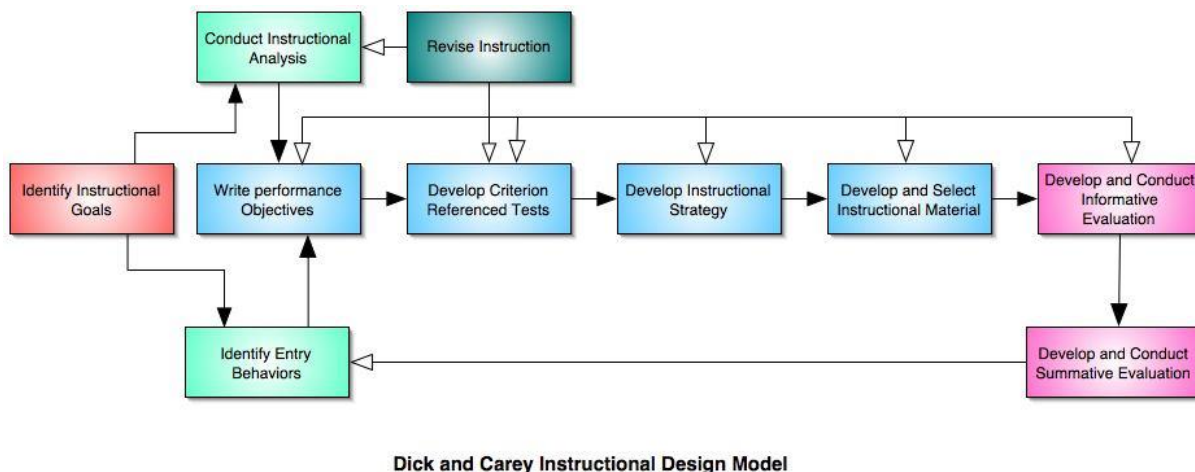 Conduct Instructional
Analysis
Revise Instruction
Identify Instructional
Goals
Write performance
Objectives
Develop Criterion
Referenced Tests
Develop Instructional
Strategy
Develop and Select
Instructional Material
Develop and Conduct
Informative
Evaluation
Identify Entry
Behaviors
Develop and Conduct
Summative Evaluation
Dick and Carey Instructional Design Model